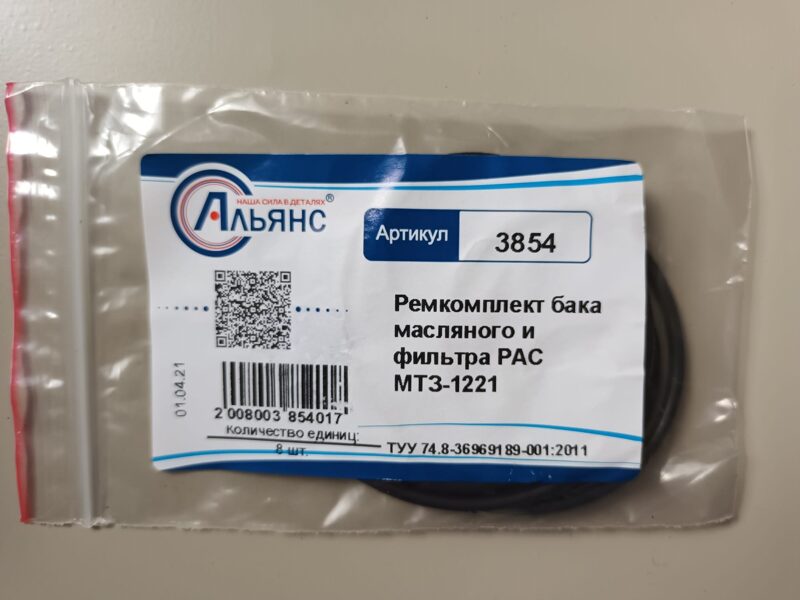 НАША СИЛА В ДЕТАЛЯХ
Альянс®
Артикул 3854
Ремкомплект бака
масляного и
фильтра РАС
МТЗ-1221
01.04.21
2 008003 854017
количество единиц:
8 шт.
ТУУ 74.8-36969189-001:2011